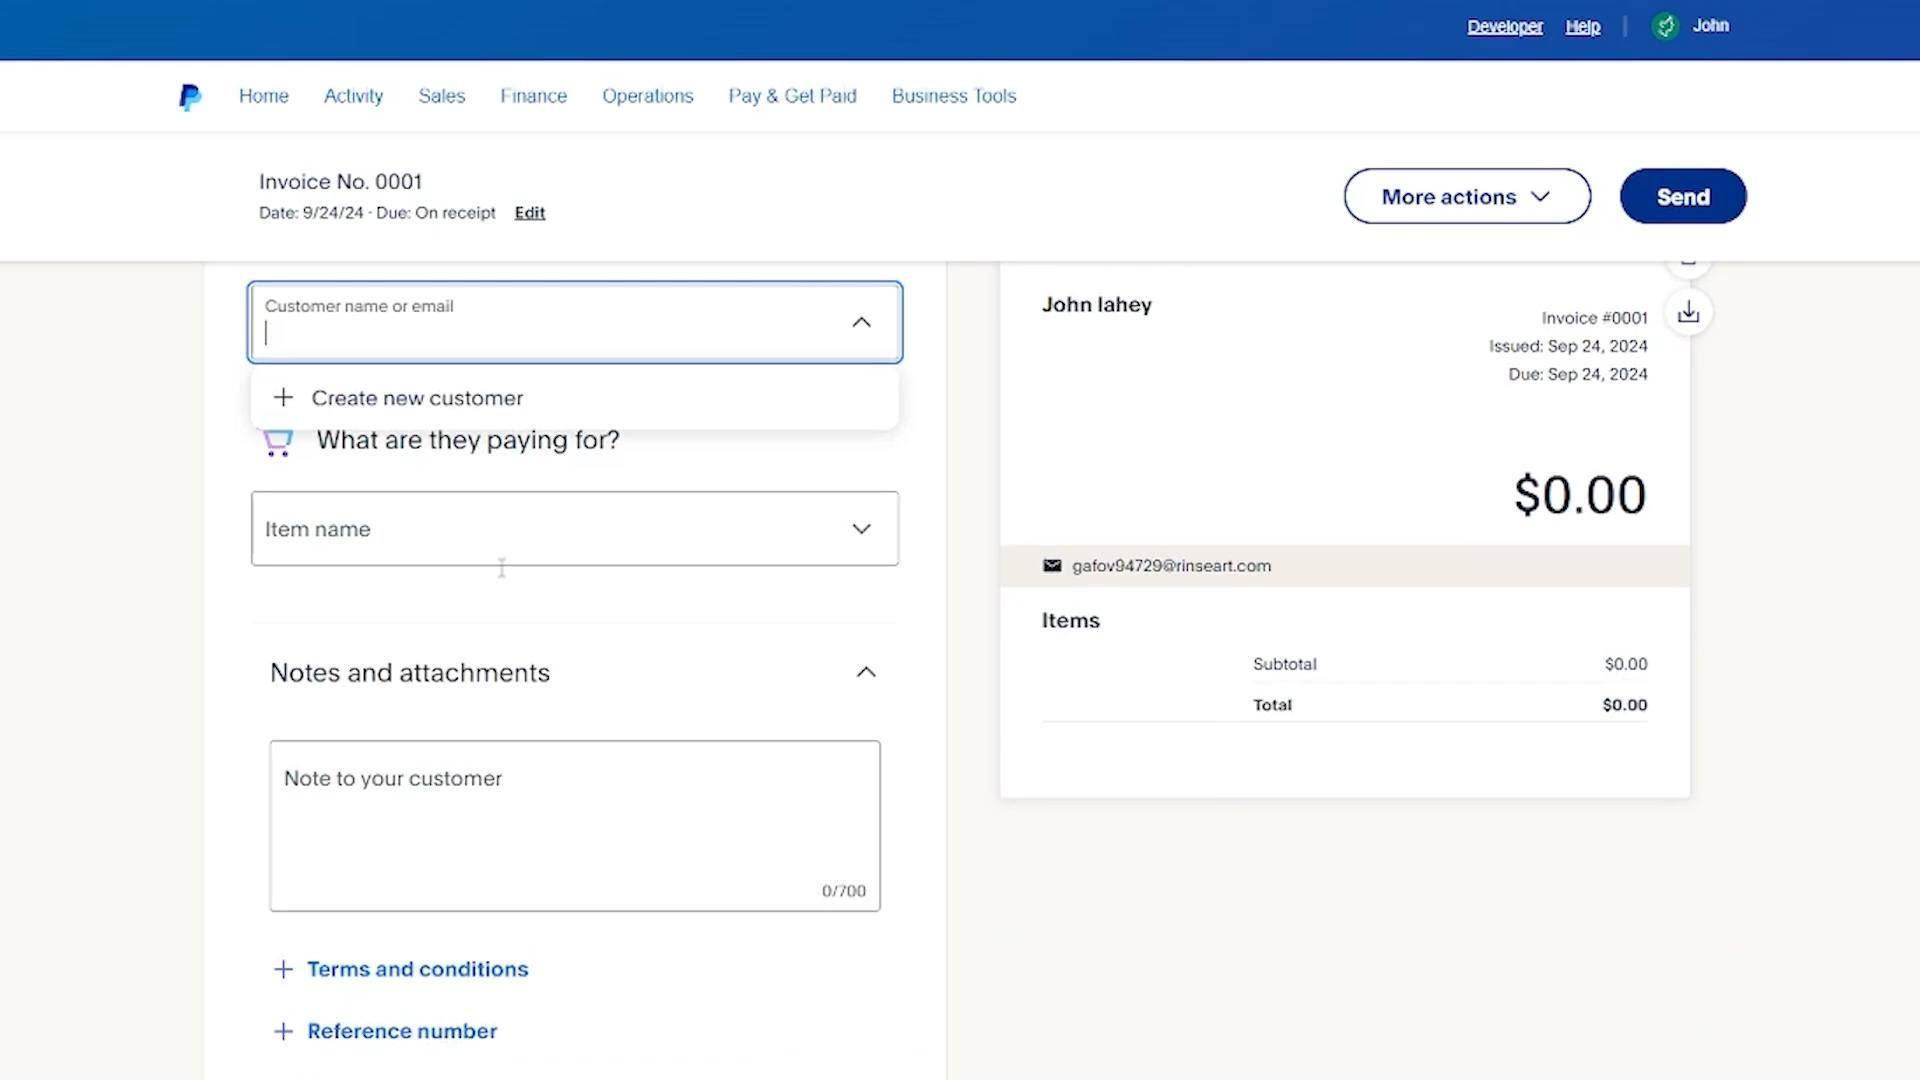 Developer Help John
Home Activity Sales Finance Operations Pay & Get Paid Business Tools
Invoice No. 0001
Date: 9/24/24 · Due: On receipt Edit
More actions
Send
Customer name or email
Create new customer
What are they paying for?
Item name
Notes and attachments
Note to your customer
0/700
Terms and conditions
Reference number
John lahey
Invoice #0001
Issued: Sep 24, 2024
Due: Sep 24, 2024
$0.00
gafov94729@rinseart.com
Items
Subtotal $0.00
Total $0.00